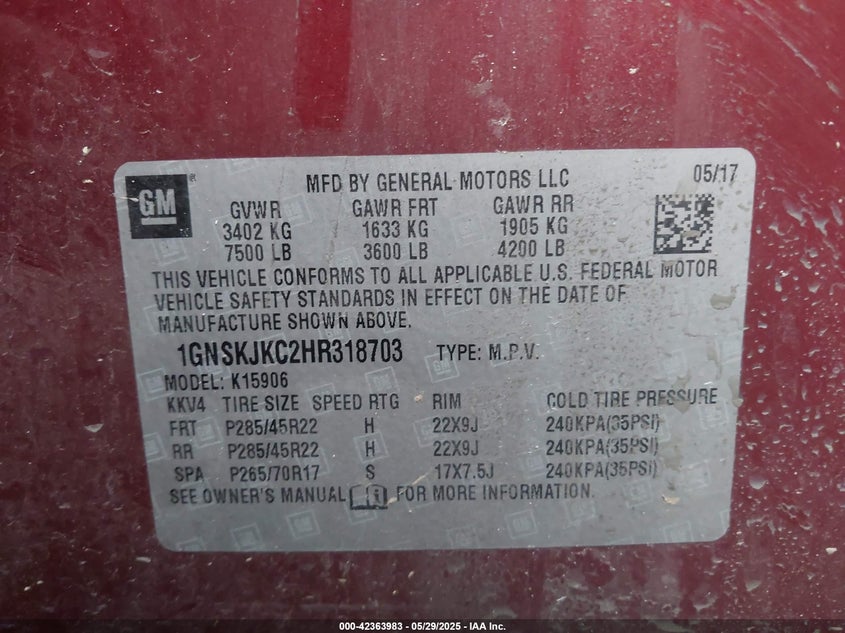 GM
MFD BY GENERAL MOTORS LLC 05/17
GVWR GAWR FRT GAWR RR
3402 KG 1633 KG 1905 KG
7500 LB 3600 LB 4200 LB
THIS VEHICLE CONFORMS TO ALL APPLICABLE U.S. FEDERAL MOTOR
VEHICLE SAFETY STANDARDS IN EFFECT ON THE DATE OF
MANUFACTURE SHOWN ABOVE.
1GNSKJKC2HR318703 TYPE: M.P.V.
MODEL: K15906
KKV4 TIRE SIZE SPEED RTG RIM COLD TIRE PRESSURE
FRT P285/45R22 H 22X9J 240KPA(35PSI)
RR P285/45R22 H 22X9J 240KPA(35PSI)
SPA P265/70R17 S 17X7.5J 240KPA(35PSI)
SEE OWNER'S MANUAL FOR MORE INFORMATION.
000-42363983 / 05/29/2025 - IAA Inc.